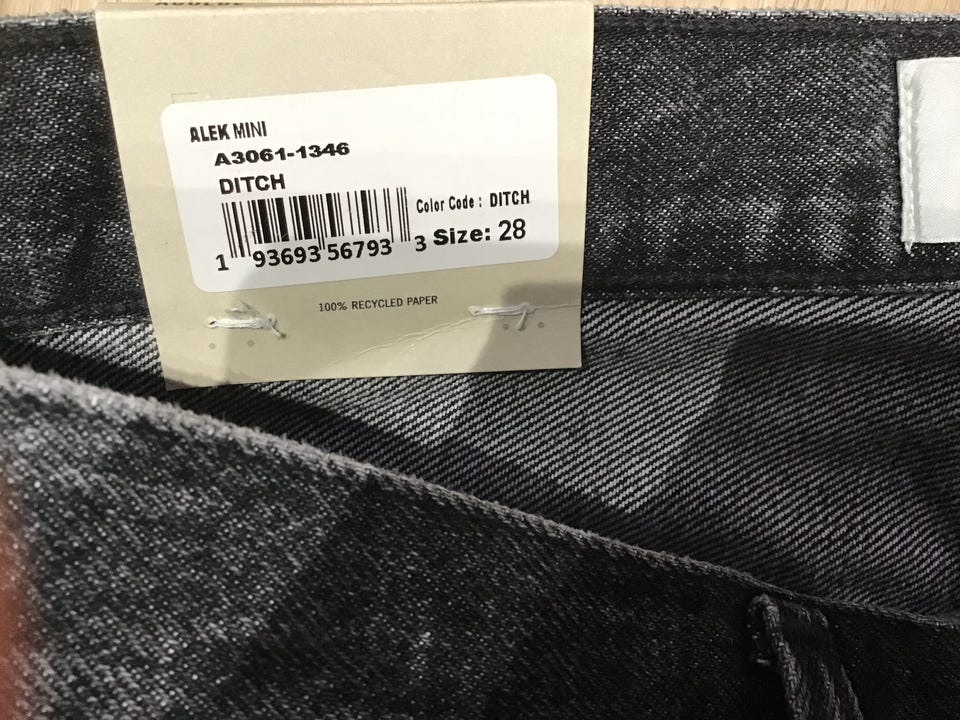 ALEK MINI
A3061-1346
DITCH
Color Code : DITCH
1 93693 56793 3 Size: 28
100% RECYCLED PAPER